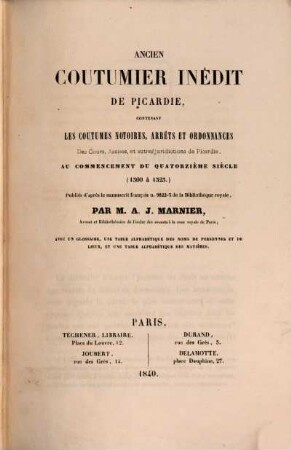 ANCIEN
COUTUMIER INÉDIT
DE PICARDIE,
CONTENANT
LES COUTUMES NOTOIRES, ARRÊTS ET ORDONNANCES
Des Cours, Assises, et autres juridictions de Picardie,
AU COMMENCEMENT DU QUATORZIÈME SIÈCLE
(1300 à 1325.)
Publiés d'après le manuscrit français n. 9822-3 de la Bibliothèque royale,
PAR M. A. J. MARNIER,
Avocat et Bibliothécaire de l'ordre des avocats à la cour royale de Paris;
AVEC UN GLOSSAIRE, UNE TABLE ALPHABÉTIQUE DES NOMS DE PERSONNES ET DE
LIEUX, ET UNE TABLE ALPHABÉTIQUE DES MATIÈRES.
PARIS,
TECHENER, LIBRAIRE,
Place du Louvre, 12.
JOUBERT,
rue des Grès, 14.
DURAND,
rue des Grès, 3.
DELAMOTTE,
place Dauphine, 27.
1840.